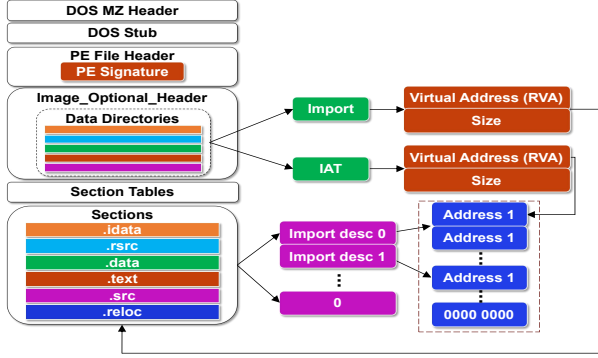 DOS MZ Header
DOS Stub
PE File Header
PE Signature
Image_Optional_Header
Data Directories
Import
Virtual Address (RVA)
Size
IAT
Virtual Address (RVA)
Size
Section Tables
Sections
.idata
.rsrc
.data
.text
.src
.reloc
Import desc 0
Import desc 1
0
Address 1
Address 1
Address 1
0000 0000